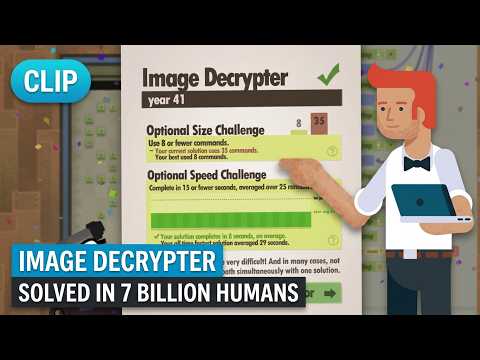 CLIP
Image Decrypter
year 41
Optional Size Challenge
8
35
Use 8 or fewer commands.
- Your current solution uses 35 commands.
Your best used 8 commands.
?
Optional Speed Challenge
Complete in 15 or fewer seconds, averaged over 25
✓ Your solution completes in 8 seconds, on average.
Your all time fastest solution averaged 29 seconds.
?
very difficult! And in many cases, not
path simultaneously with one solution.
or
IMAGE DECRYPTER
SOLVED IN 7 BILLION HUMANS